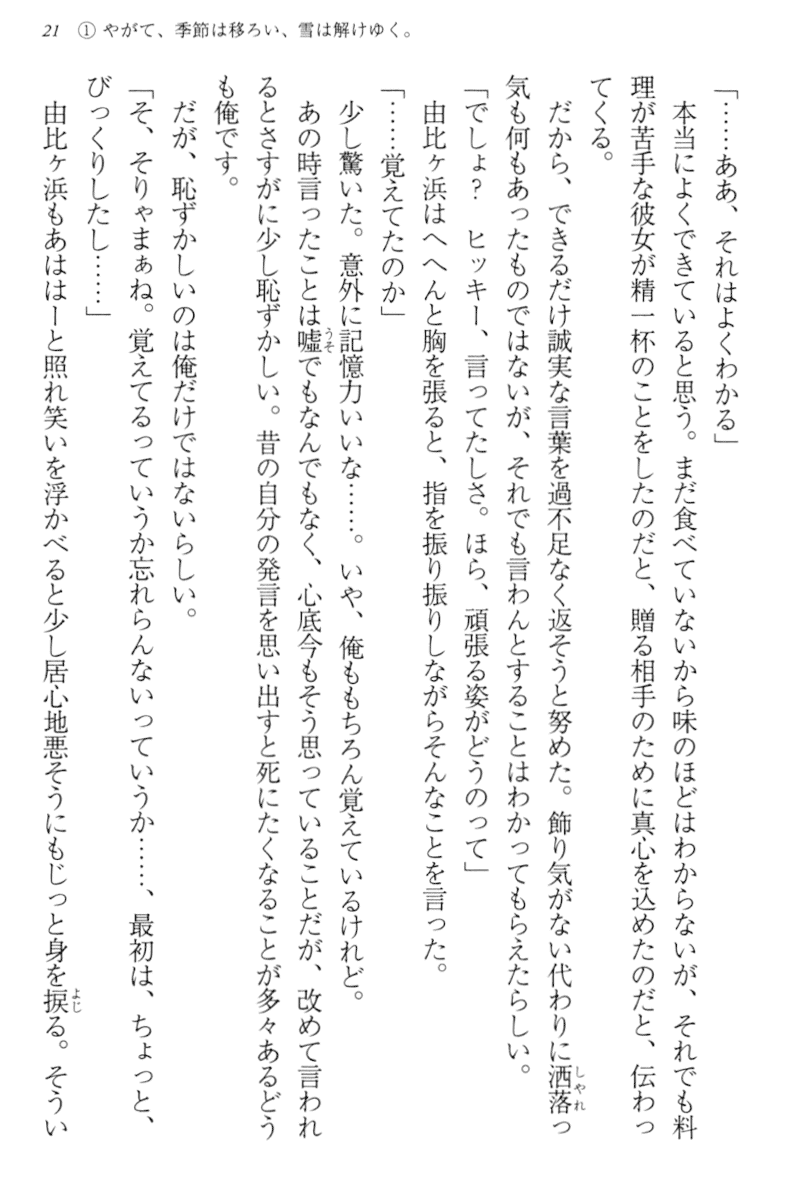 21　① やがて、季節は移ろい、雪は解けゆく。
「……ああ、それはよくわかる」
　本当によくできていると思う。まだ食べていないから味のほどはわからないが、それでも料
理が苦手な彼女が精一杯のことをしたのだと、贈る相手のために真心を込めたのだと、伝わっ
てくる。
　だから、できるだけ誠実な言葉を過不足なく返そうと努めた。飾り気がない代わりに洒落っ
気も何もあったものではないが、それでも言わんとすることはわかってもらえたらしい。
「でしょ？　ヒッキー、言ってたしさ。ほら、頑張る姿がどうのって」
　由比ヶ浜はへへんと胸を張ると、指を振り振りしながらそんなことを言った。
「……覚えてたのか」
　少し驚いた。意外に記憶力いいな……。いや、俺ももちろん覚えているけれど。
　あの時言ったことは嘘でもなんでもなく、心底今もそう思っていることだが、改めて言われ
るとさすがに少し恥ずかしい。昔の自分の発言を思い出すと死にたくなることが多々あるどう
も俺です。
　だが、恥ずかしいのは俺だけではないらしい。
「そ、そりゃまぁね。覚えてるっていうか忘れらんないっていうか……、最初は、ちょっと、
びっくりしたし……」
　由比ヶ浜もあははーと照れ笑いを浮かべると少し居心地悪そうにもじっと身を捩る。そうい